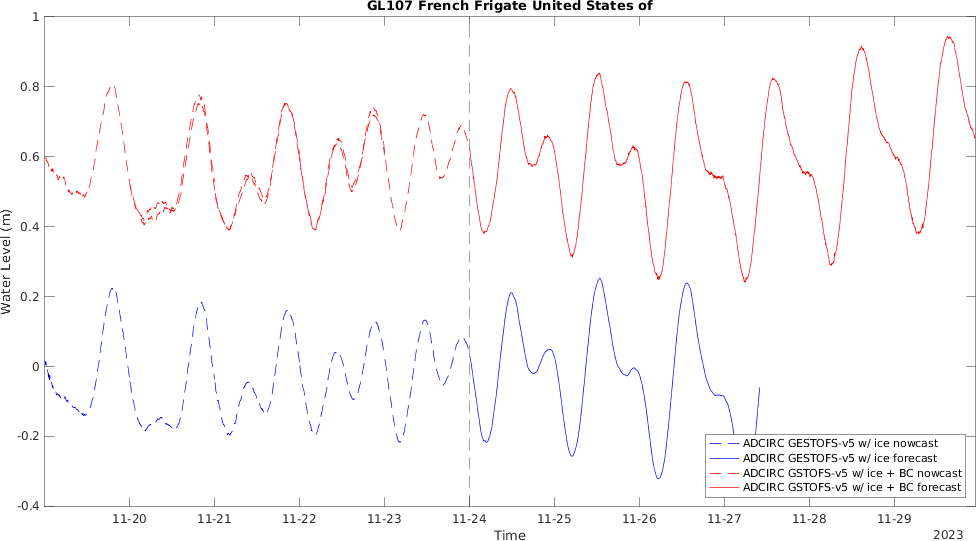 GL107 French Frigate United States of
1
0.8
0.6
0.4
0.2
0
-0.2
-0.4
Water Level (m)
ADCIRC GESTOFS-v5 w/ ice nowcast
ADCIRC GESTOFS-v5 w/ ice forecast
ADCIRC GSTOFS-v5 w/ ice + BC nowcast
ADCIRC GSTOFS-v5 w/ ice + BC forecast
11-20 11-21 11-22 11-23 11-24 11-25 11-26 11-27 11-28 11-29
Time
2023